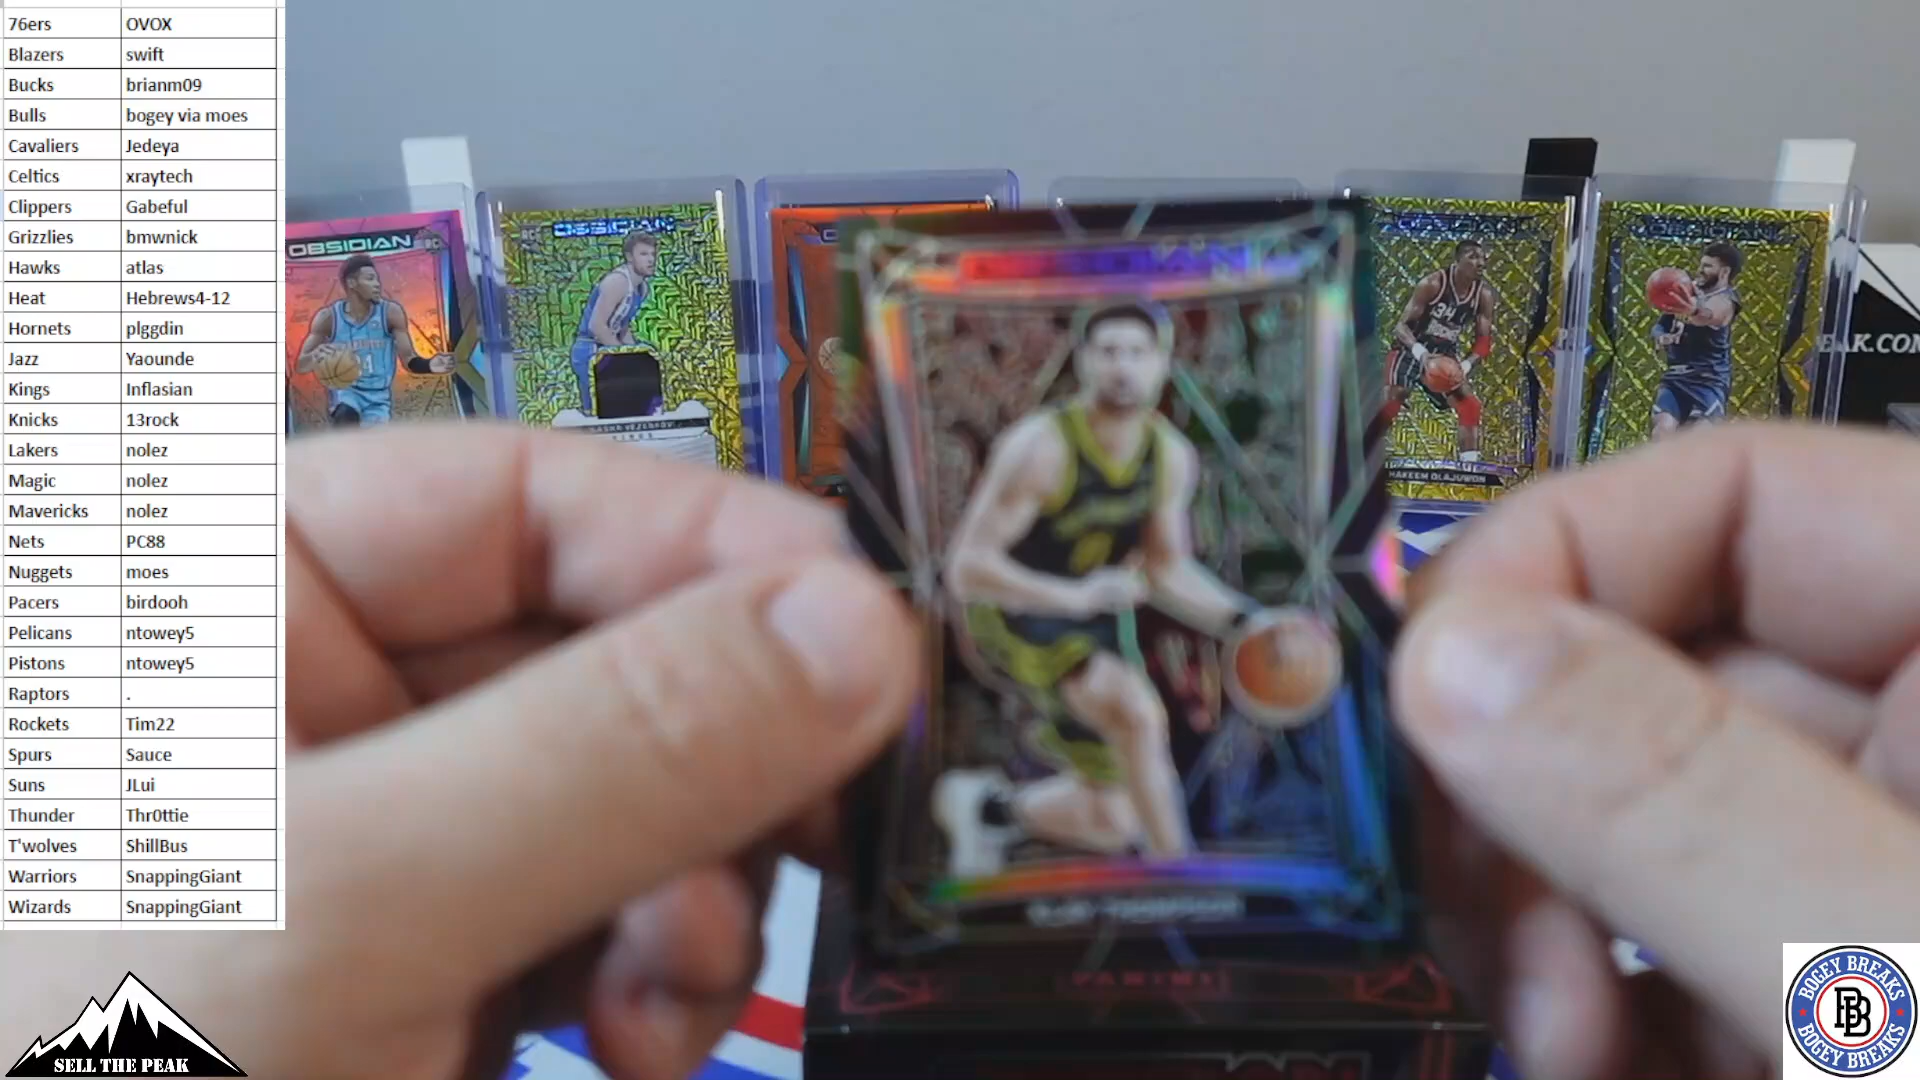 76ers OVOX
Blazers swift
Bucks brianm09
Bulls bogey via moes
Cavaliers Jedeya
Celtics xraytech
Clippers Gabeful
Grizzlies bmwnick
Hawks atlas
Heat Hebrews4-12
Hornets plggdin
Jazz Yaounde
Kings Inflasian
Knicks 13rock
Lakers nolez
Magic nolez
Mavericks nolez
Nets PC88
Nuggets moes
Pacers birdooh
Pelicans ntowey5
Pistons ntowey5
Raptors .
Rockets Tim22
Spurs Sauce
Suns JLui
Thunder Thr0ttie
T'wolves ShillBus
Warriors SnappingGiant
Wizards SnappingGiant
OBSIDIAN
OBSIDIAN
OBSIDIAN
OBSIDIAN
34
HAKEEM OLAJUWON
KINGS
PANINI
SELL THE PEAK
BOGEY BREAKS
BB
BOGEY BREAKS